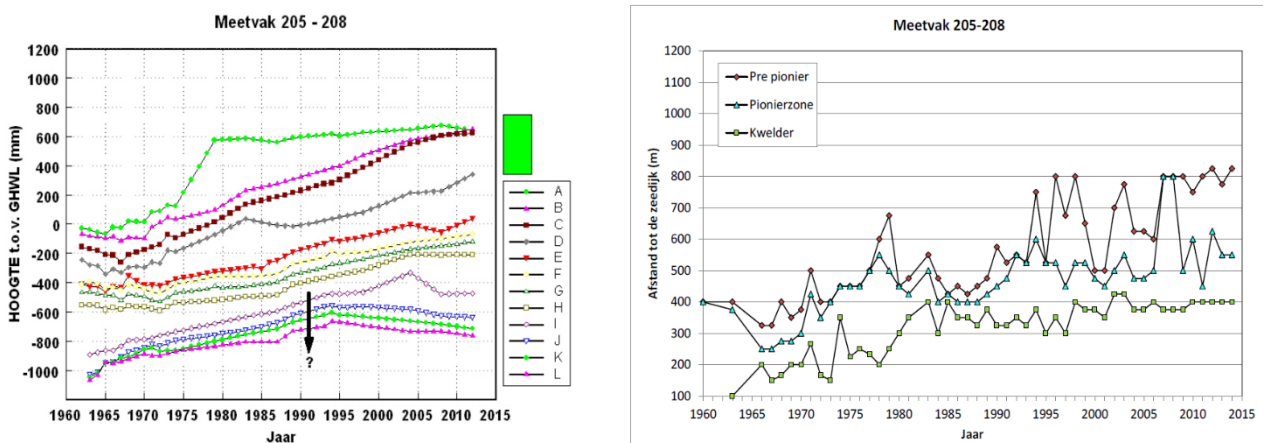 Meetvak 205 - 208
HOOGTE t.o.v. GHWL (mm)
1200
1000
800
600
400
200
0
-200
-400
-600
-800
-1000
?
A
B
C
D
E
F
G
H
I
J
K
L
1960 1965 1970 1975 1980 1985 1990 1995 2000 2005 2010 2015
Jaar
Meetvak 205-208
Afstand tot de zeedijk (m)
1200
1100
1000
900
800
700
600
500
400
300
200
100
Pre pionier
Pionierzone
Kwelder
1960 1965 1970 1975 1980 1985 1990 1995 2000 2005 2010 2015
Jaar